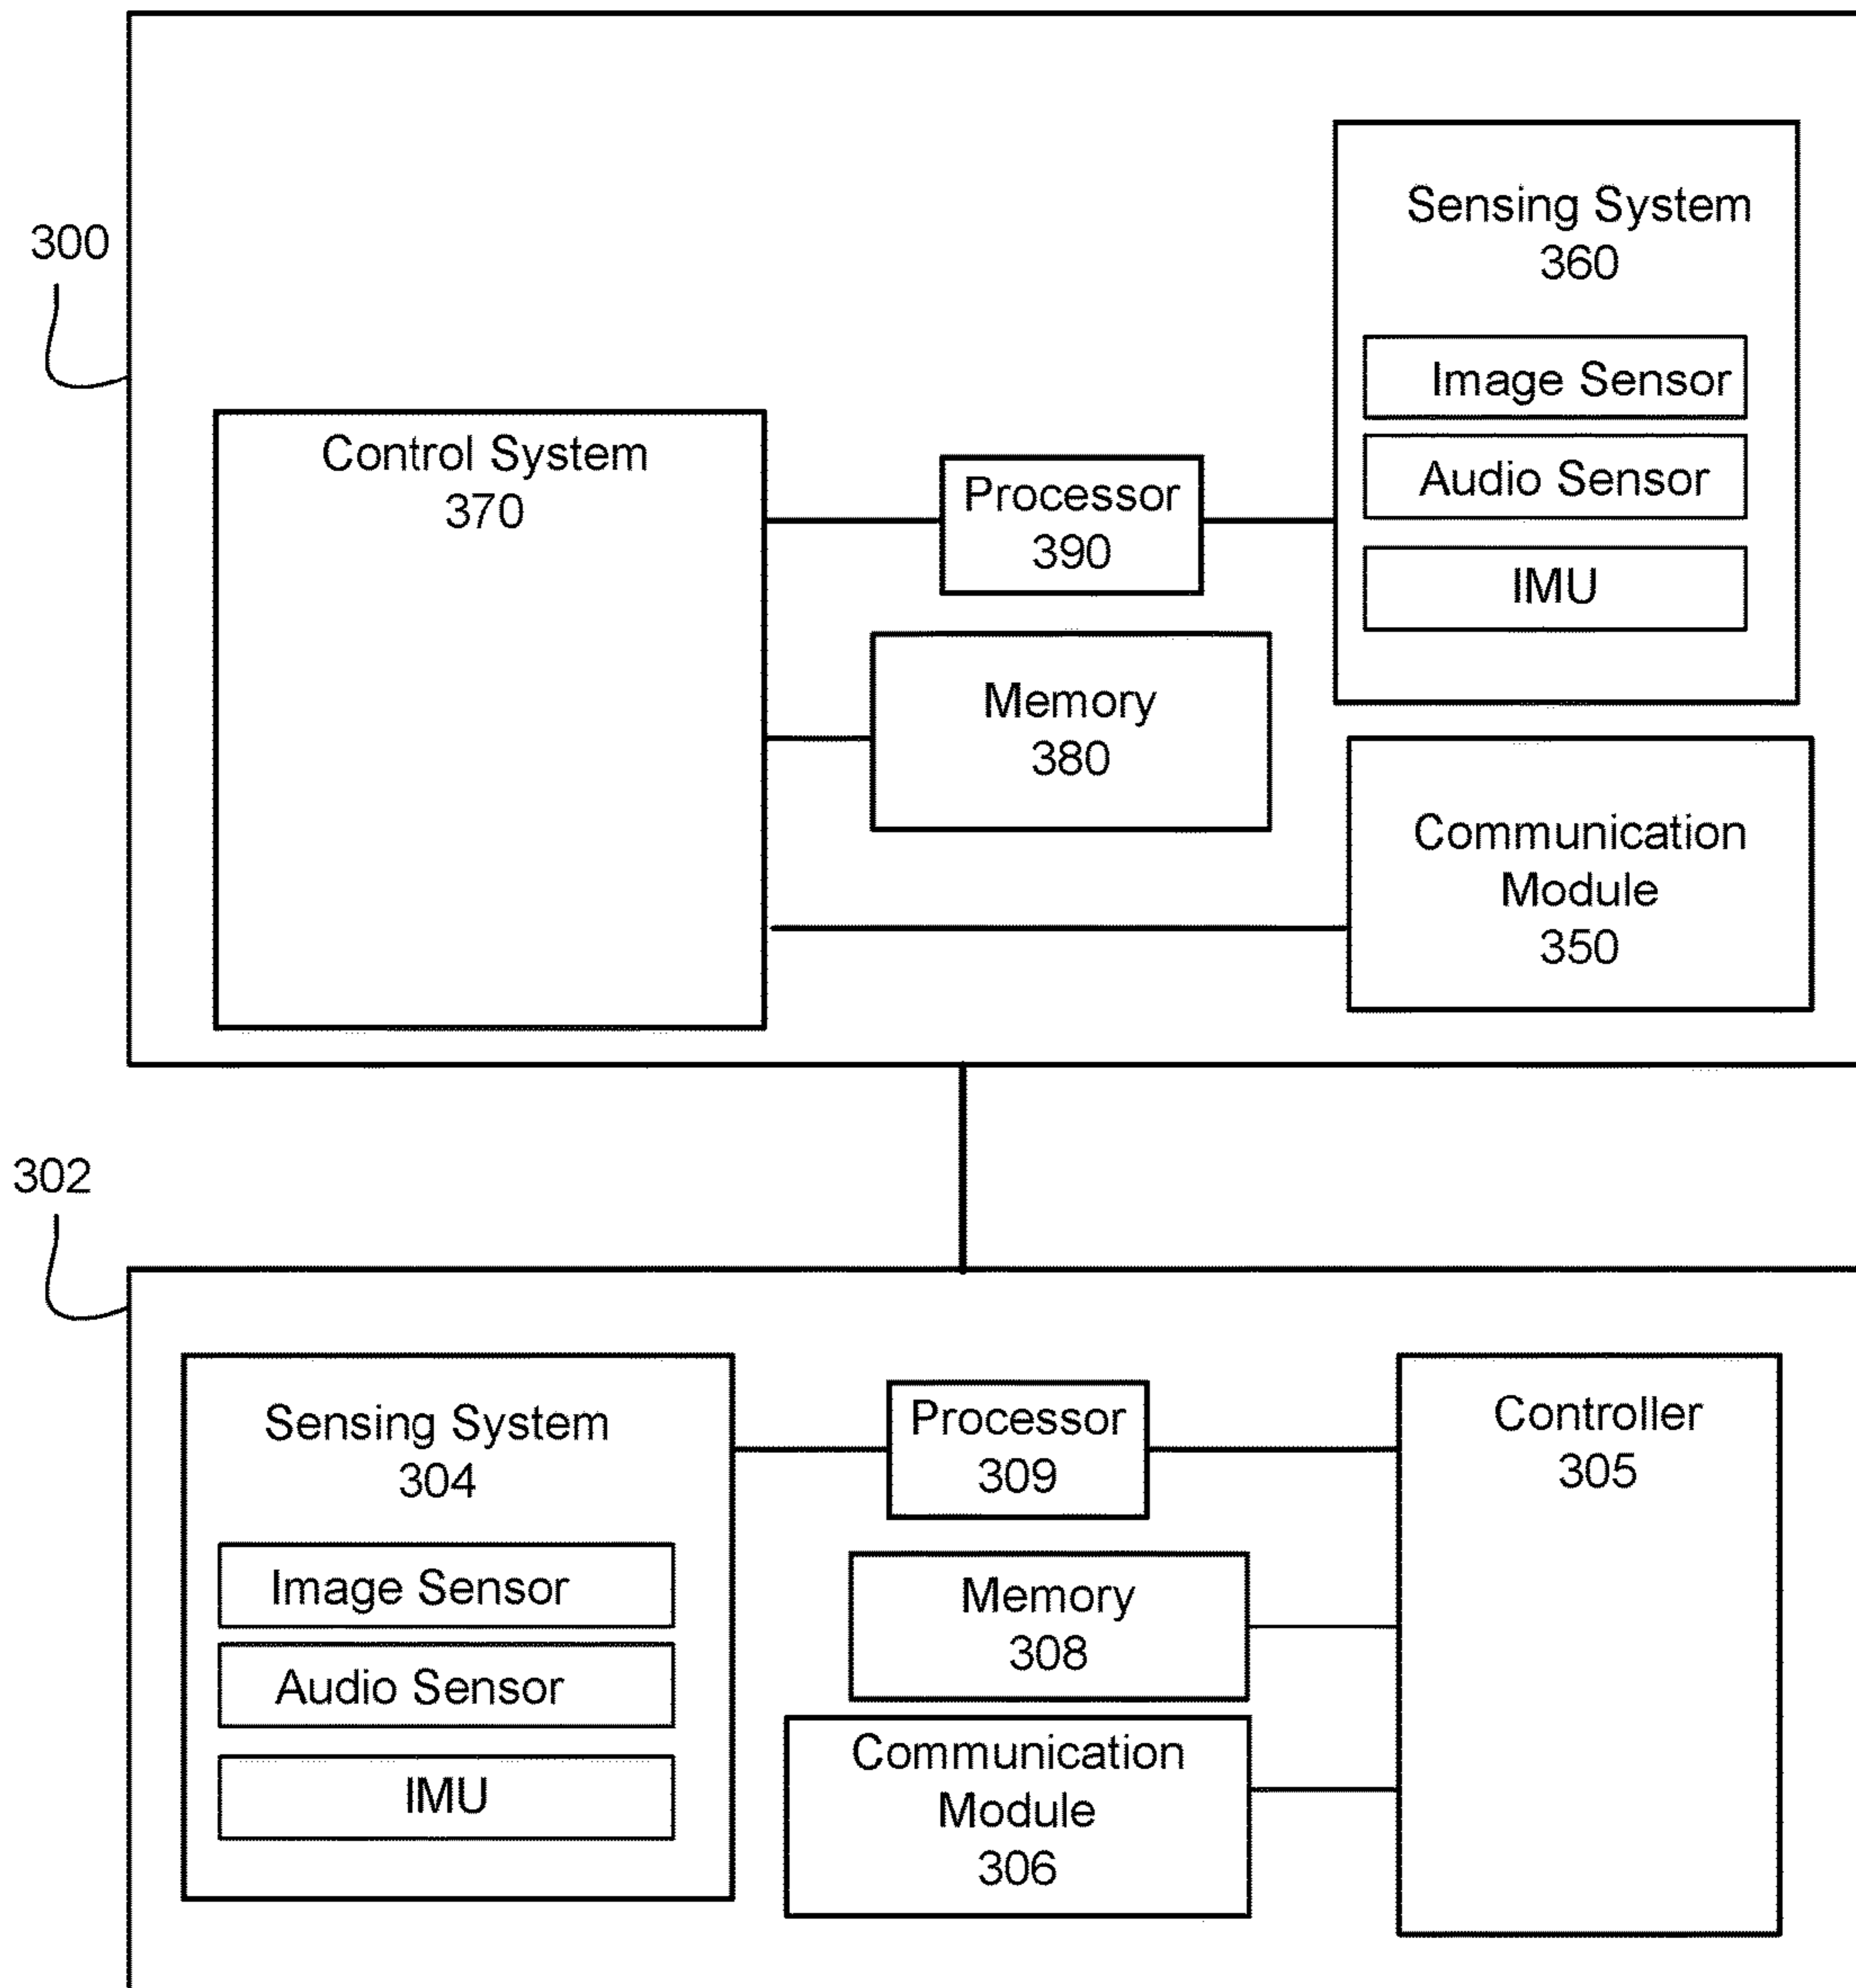 300
Sensing System
360
Image Sensor
Audio Sensor
IMU
Control System
370
Processor
390
Memory
380
Communication
Module
350
302
Sensing System
304
Image Sensor
Audio Sensor
IMU
Processor
309
Memory
308
Communication
Module
306
Controller
305